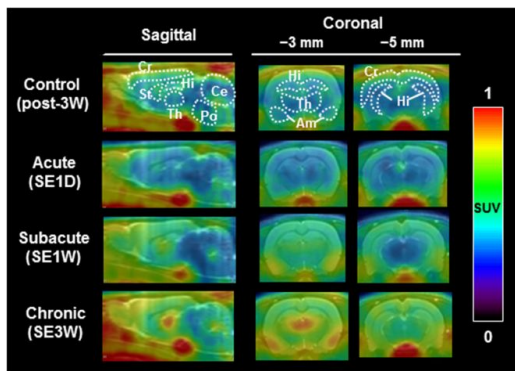 Sagittal
Coronal
−3 mm
−5 mm
Control
(post-3W)
Cr
Hi
St
Th
Ce
Po
Hi
Th
Am
Cr
Hi
Acute
(SE1D)
Subacute
(SE1W)
Chronic
(SE3W)
1
SUV
0